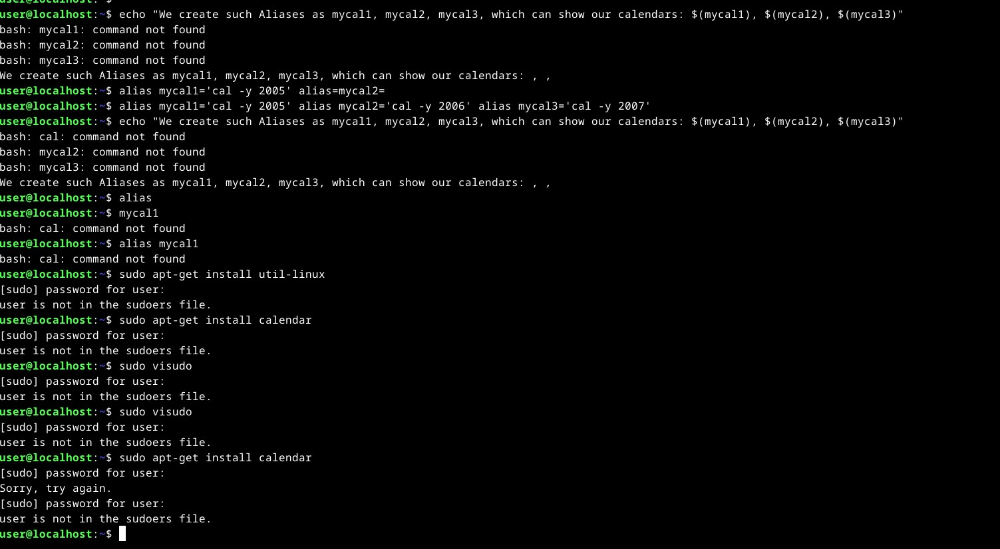 user@localhost:~$
user@localhost:~$ echo "We create such Aliases as mycal1, mycal2, mycal3, which can show our calendars: $(mycal1), $(mycal2), $(mycal3)"
bash: mycal1: command not found
bash: mycal2: command not found
bash: mycal3: command not found
We create such Aliases as mycal1, mycal2, mycal3, which can show our calendars: , ,
user@localhost:~$ alias mycal1='cal -y 2005' alias=mycal2=
user@localhost:~$ alias mycal1='cal -y 2005' alias mycal2='cal -y 2006' alias mycal3='cal -y 2007'
user@localhost:~$ echo "We create such Aliases as mycal1, mycal2, mycal3, which can show our calendars: $(mycal1), $(mycal2), $(mycal3)"
bash: cal: command not found
bash: mycal2: command not found
bash: mycal3: command not found
We create such Aliases as mycal1, mycal2, mycal3, which can show our calendars: , ,
user@localhost:~$ alias
user@localhost:~$ mycal1
bash: cal: command not found
user@localhost:~$ alias mycal1
bash: cal: command not found
user@localhost:~$ sudo apt-get install util-linux
[sudo] password for user:
user is not in the sudoers file.
user@localhost:~$ sudo apt-get install calendar
[sudo] password for user:
user is not in the sudoers file.
user@localhost:~$ sudo visudo
[sudo] password for user:
user is not in the sudoers file.
user@localhost:~$ sudo visudo
[sudo] password for user:
user is not in the sudoers file.
user@localhost:~$ sudo apt-get install calendar
[sudo] password for user:
Sorry, try again.
[sudo] password for user:
user is not in the sudoers file.
user@localhost:~$